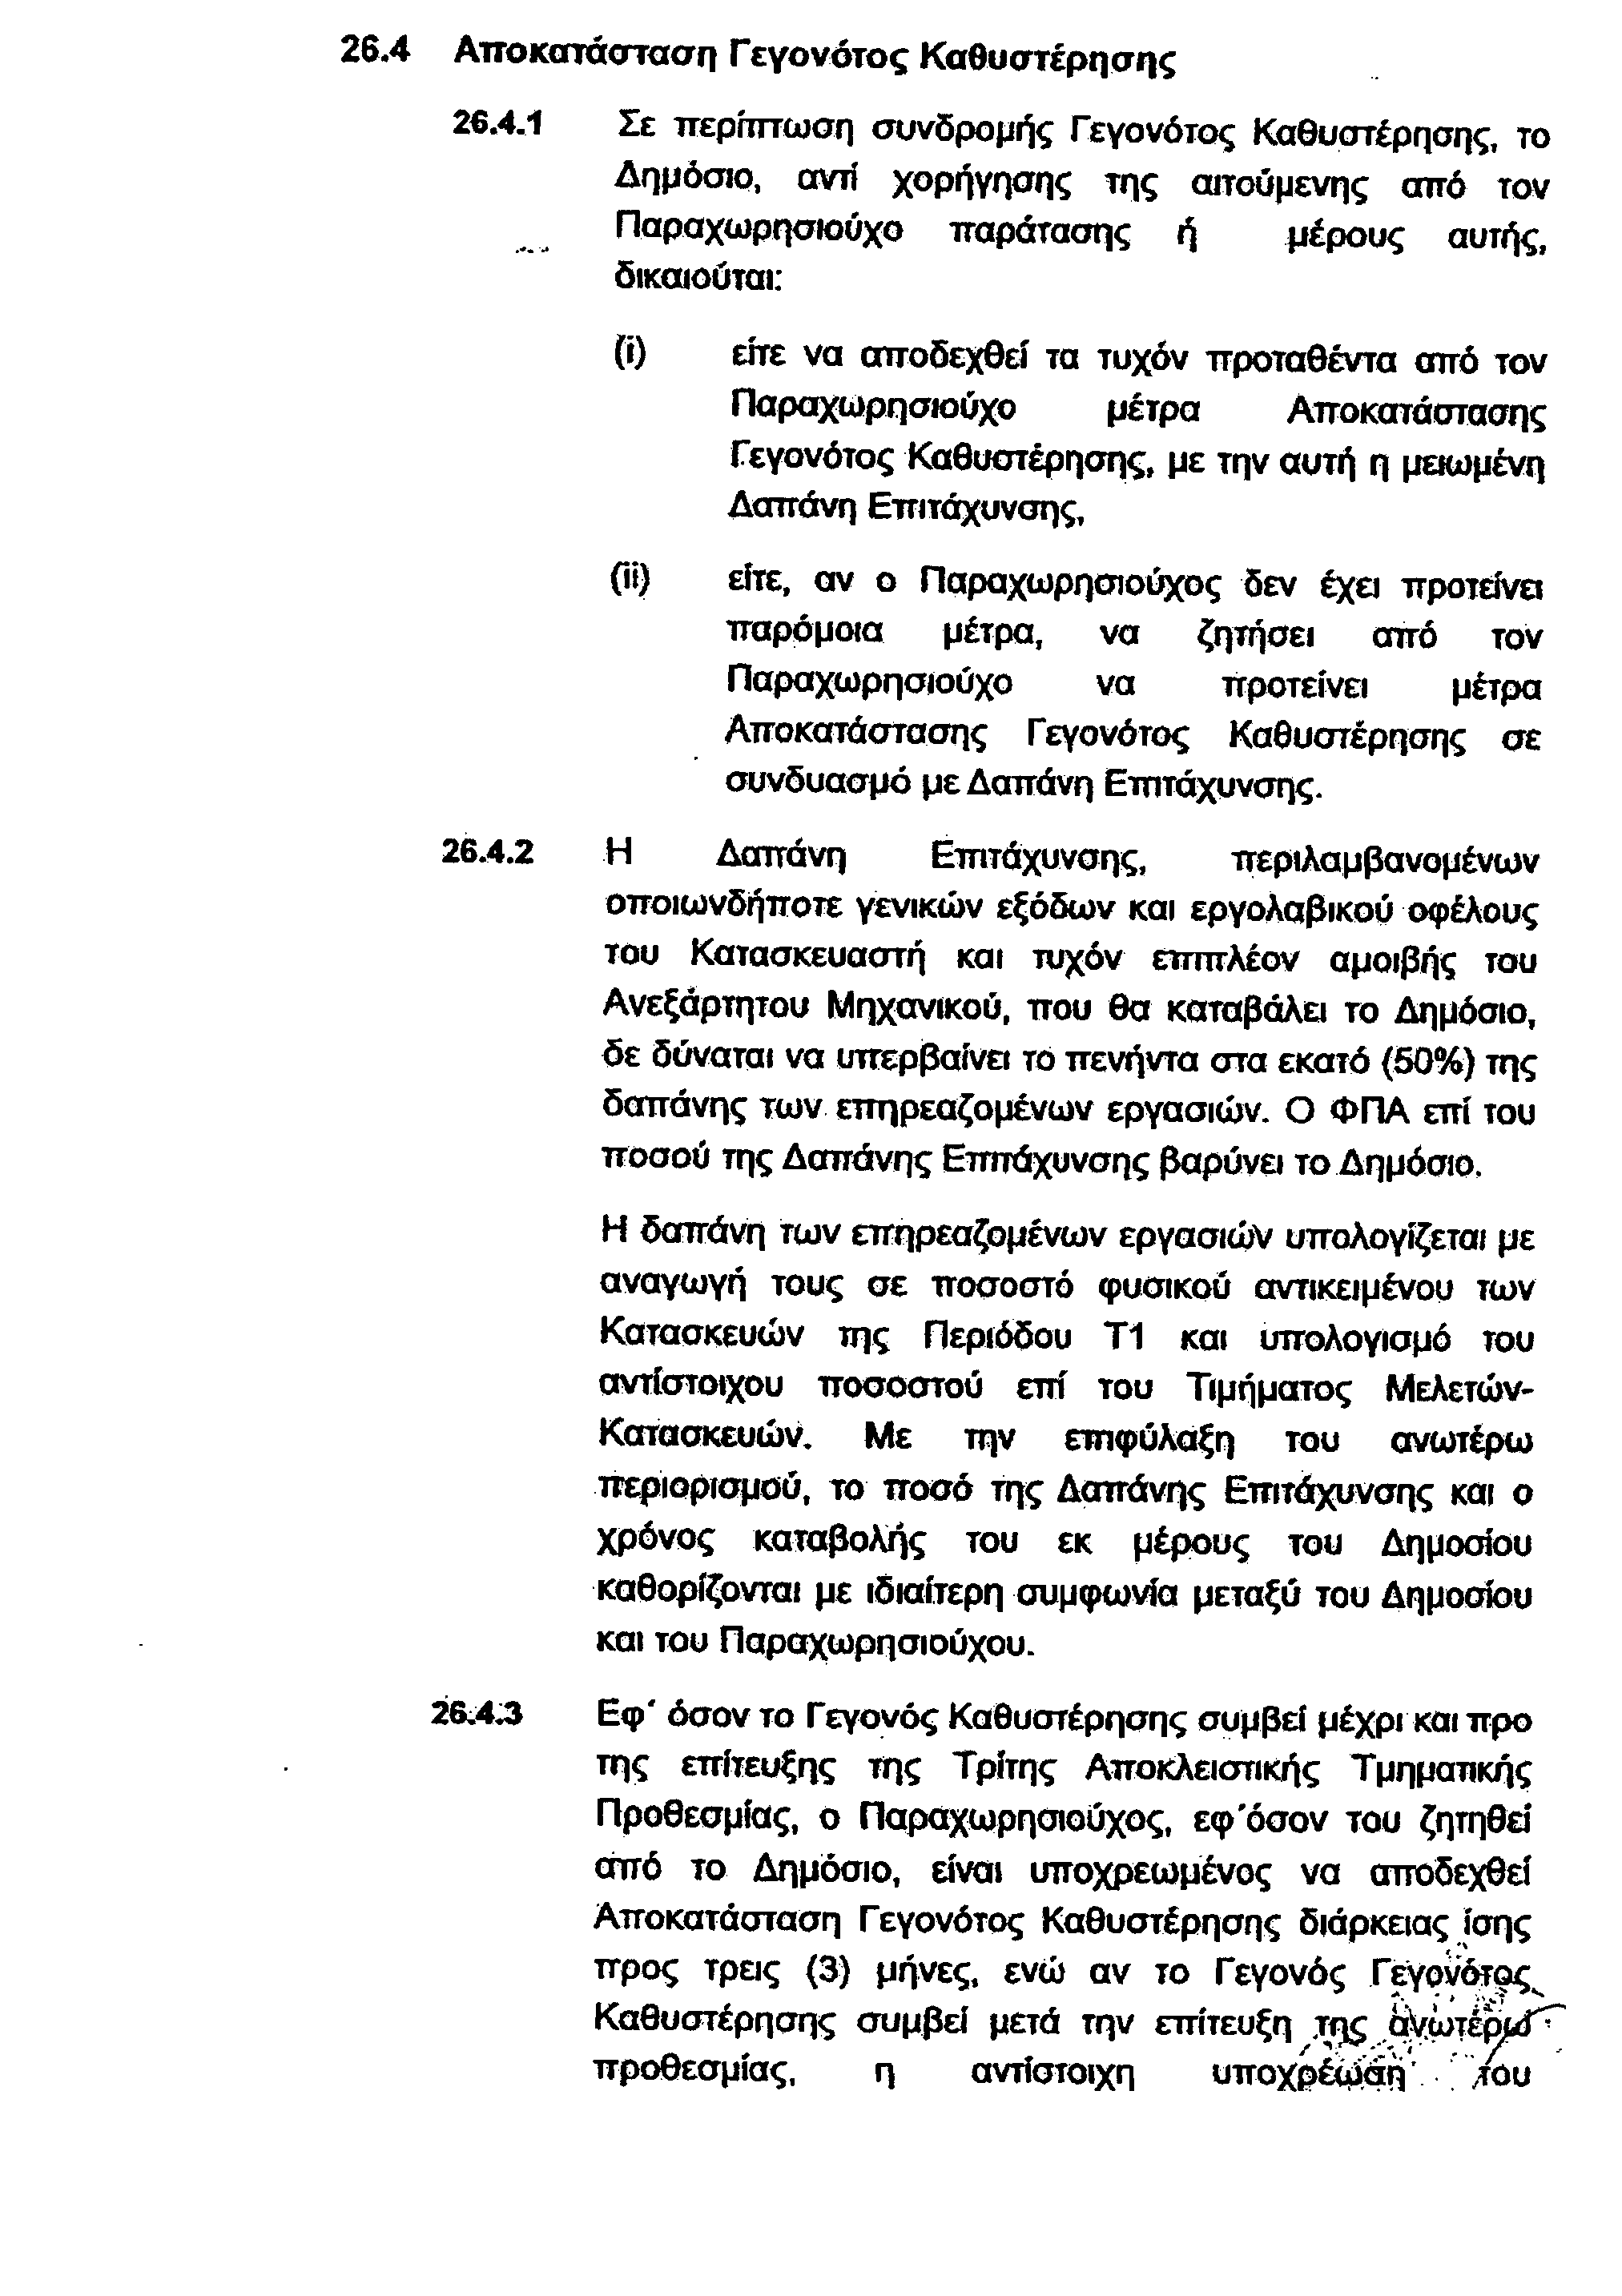 26.4 Αποκατάσταση Γεγονότος Καθυστέρησης
26.4.1 Σε περίπτωση συνδρομής Γεγονότος Καθυστέρησης, το
Δημόσιο, αντί χορήγησης της αιτούμενης από τον
Παραχωρησιούχο παράτασης ή μέρους αυτής,
δικαιούται:
(i) είτε να αποδεχθεί τα τυχόν προταθέντα από τον
Παραχωρησιούχο μέτρα Αποκατάστασης
Γεγονότος Καθυστέρησης, με την αυτή η μειωμένη
Δαπάνη Επιτάχυνσης,
(ii) είτε, αν ο Παραχωρησιούχος δεν έχει προτείνει
παρόμοια μέτρα, να ζητήσει από τον
Παραχωρησιούχο να προτείνει μέτρα
Αποκατάστασης Γεγονότος Καθυστέρησης σε
συνδυασμό με Δαπάνη Επιτάχυνσης.
26.4.2 Η Δαπάνη Επιτάχυνσης, περιλαμβανομένων
οποιωνδήποτε γενικών εξόδων και εργολαβικού οφέλους
του Κατασκευαστή και τυχόν επιπλέον αμοιβής του
Ανεξάρτητου Μηχανικού, που θα καταβάλει το Δημόσιο,
δε δύναται να υπερβαίνει το πενήντα στα εκατό (50%) της
δαπάνης των επηρεαζομένων εργασιών. Ο ΦΠΑ επί του
ποσού της Δαπάνης Επιτάχυνσης βαρύνει το Δημόσιο.
Η δαπάνη των επηρεαζομένων εργασιών υπολογίζεται με
αναγωγή τους σε ποσοστό φυσικού αντικειμένου των
Κατασκευών της Περιόδου Τ1 και υπολογισμό του
αντίστοιχου ποσοστού επί του Τιμήματος Μελετών-
Κατασκευών. Με την επιφύλαξη του ανωτέρω
περιορισμού, το ποσό της Δαπάνης Επιτάχυνσης και ο
χρόνος καταβολής του εκ μέρους του Δημοσίου
καθορίζονται με ιδιαίτερη συμφωνία μεταξύ του Δημοσίου
και του Παραχωρησιούχου.
26.4.3 Εφ΄ όσον το Γεγονός Καθυστέρησης συμβεί μέχρι και προ
της επίτευξης της Τρίτης Αποκλειστικής Τμηματικής
Προθεσμίας, ο Παραχωρησιούχος, εφ΄όσον του ζητηθεί
από το Δημόσιο, είναι υποχρεωμένος να αποδεχθεί
Αποκατάσταση Γεγονότος Καθυστέρησης διάρκειας ίσης
προς τρεις (3) μήνες, ενώ αν το Γεγονός Γεγονότος
Καθυστέρησης συμβεί μετά την επίτευξη της ανωτέρω
προθεσμίας, η αντίστοιχη υποχρέωση του